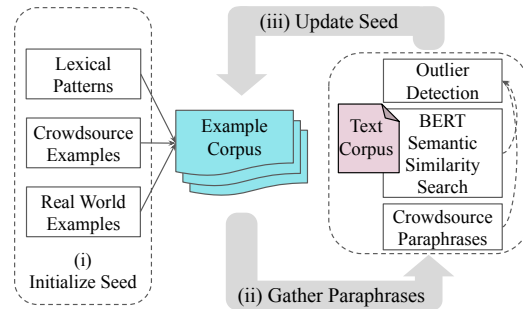 (iii) Update Seed
Lexical
Patterns
Crowdsource
Examples
Real World
Examples
(i)
Initialize Seed
Example
Corpus
Text
Corpus
Outlier
Detection
BERT
Semantic
Similarity
Search
Crowdsource
Paraphrases
(ii) Gather Paraphrases